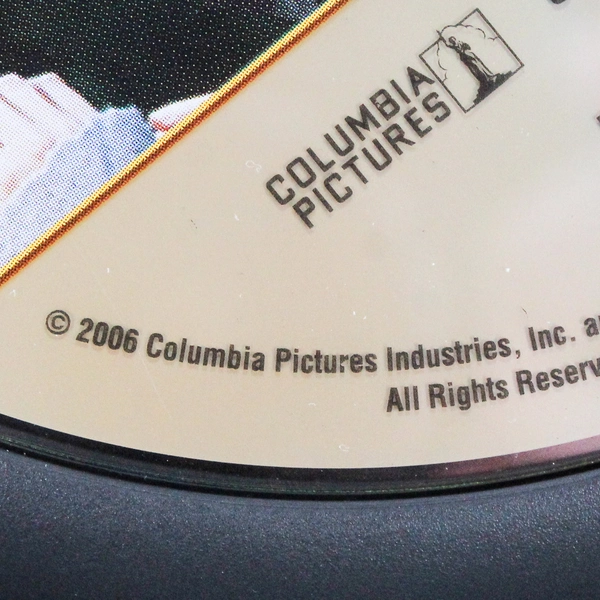 COLUMBIA
PICTURES
© 2006 Columbia Pictures Industries, Inc.
All Rights